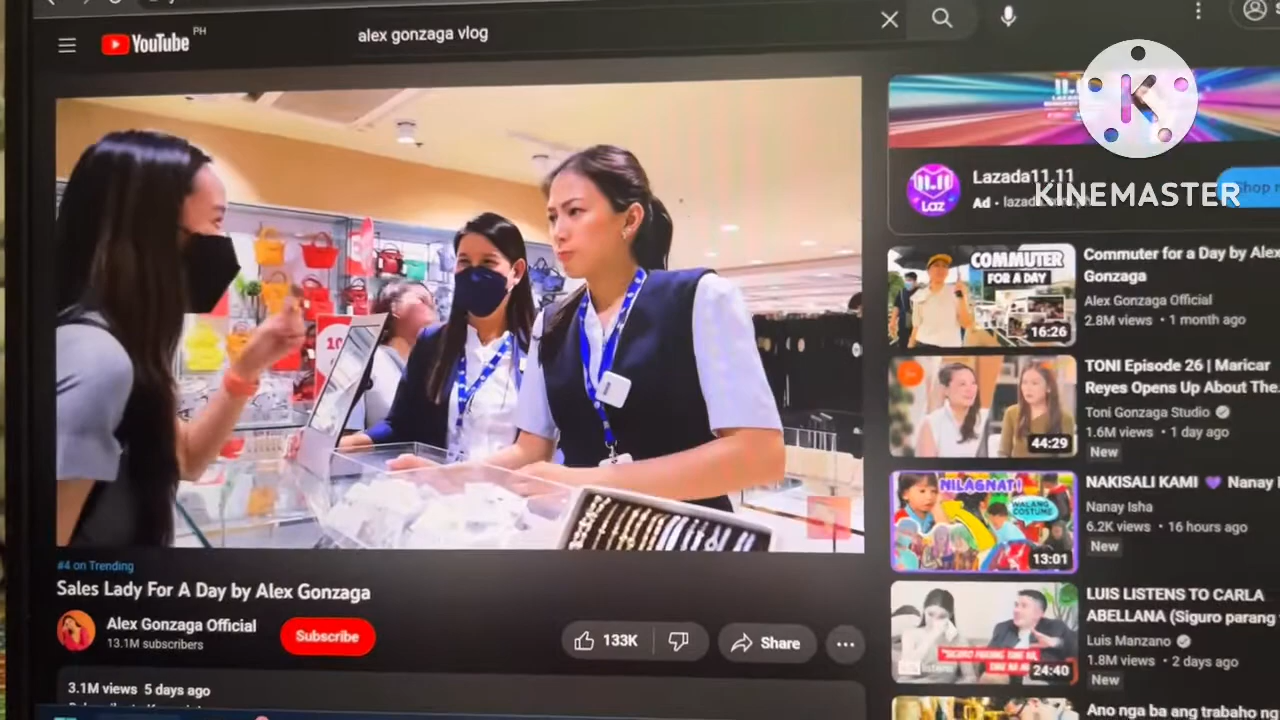 YouTube PH
alex gonzaga vlog
KINEMASTER
Lazada11.11
Ad
COMMUTER
FOR A DAY
16:26
Commuter for a Day by Alex
Gonzaga
Alex Gonzaga Official
2.8M views • 1 month ago
44:29
TONI Episode 26 | Maricar
Reyes Opens Up About The
Toni Gonzaga Studio
1.6M views • 1 day ago
New
NILAGNAT!
WALANG
COSTUME
13:01
NAKISALI KAMI 💜 Nanay
Nanay Isha
6.2K views • 16 hours ago
New
24:40
LUIS LISTENS TO CARLA
ABELLANA (Siguro parang
Luis Manzano
1.8M views • 2 days ago
New
Ano nga ba ang trabaho ng
#4 on Trending
Sales Lady For A Day by Alex Gonzaga
Alex Gonzaga Official
13.1M subscribers
Subscribe
133K
Share
3.1M views 5 days ago